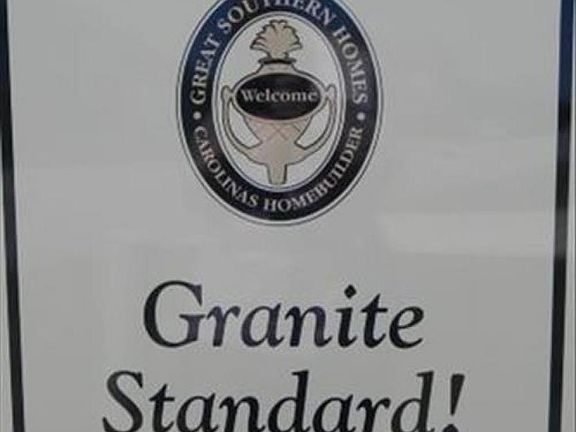 GREAT SOUTHERN HOMES
Welcome
CAROLINAS HOMEBUILDER
Granite
Standard!